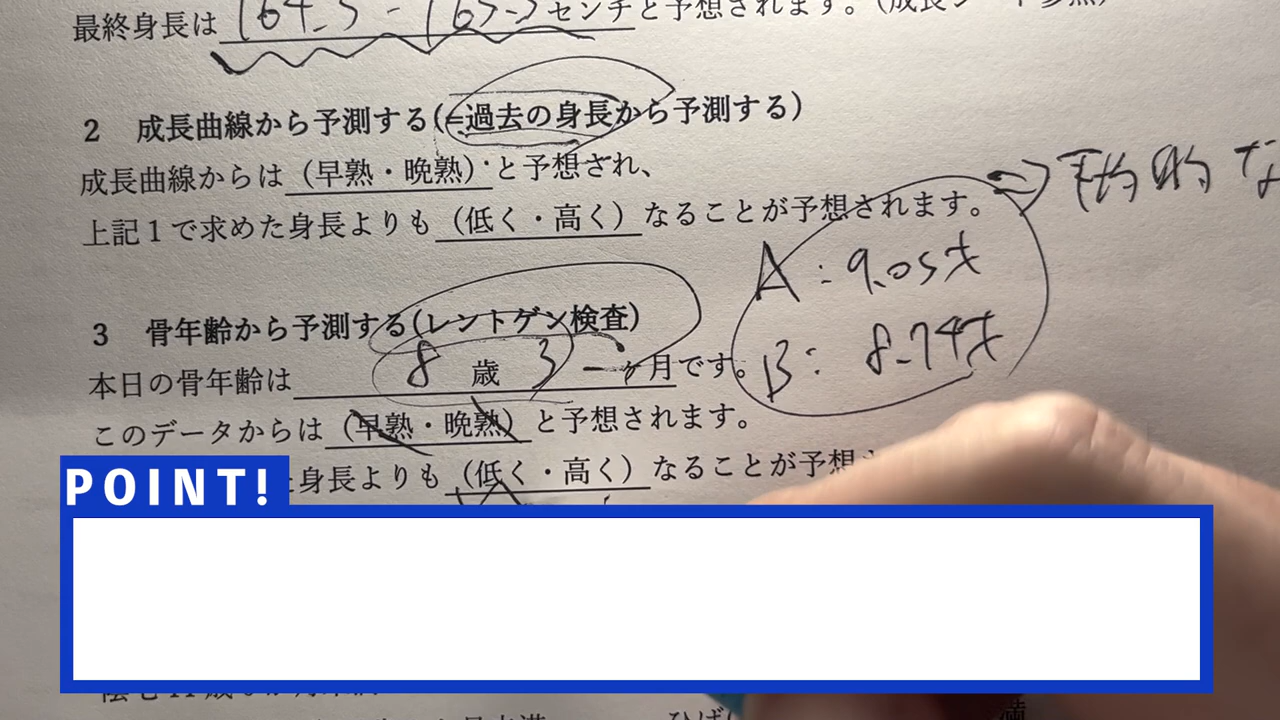 最終身長は 164.5 - 165.5 センチと予想されます。
2 成長曲線から予測する(=過去の身長から予測する)
成長曲線からは (早熟・晩熟) と予想され、
上記1で求めた身長よりも (低く・高く) なることが予想されます。
A: 9.05才
B: 8.74才
3 骨年齢から予測する(レントゲン検査)
本日の骨年齢は 8 歳 3 ヶ月です。
このデータからは (早熟・晩熟) と予想されます。
身長よりも (低く・高く) なることが予想
POINT!